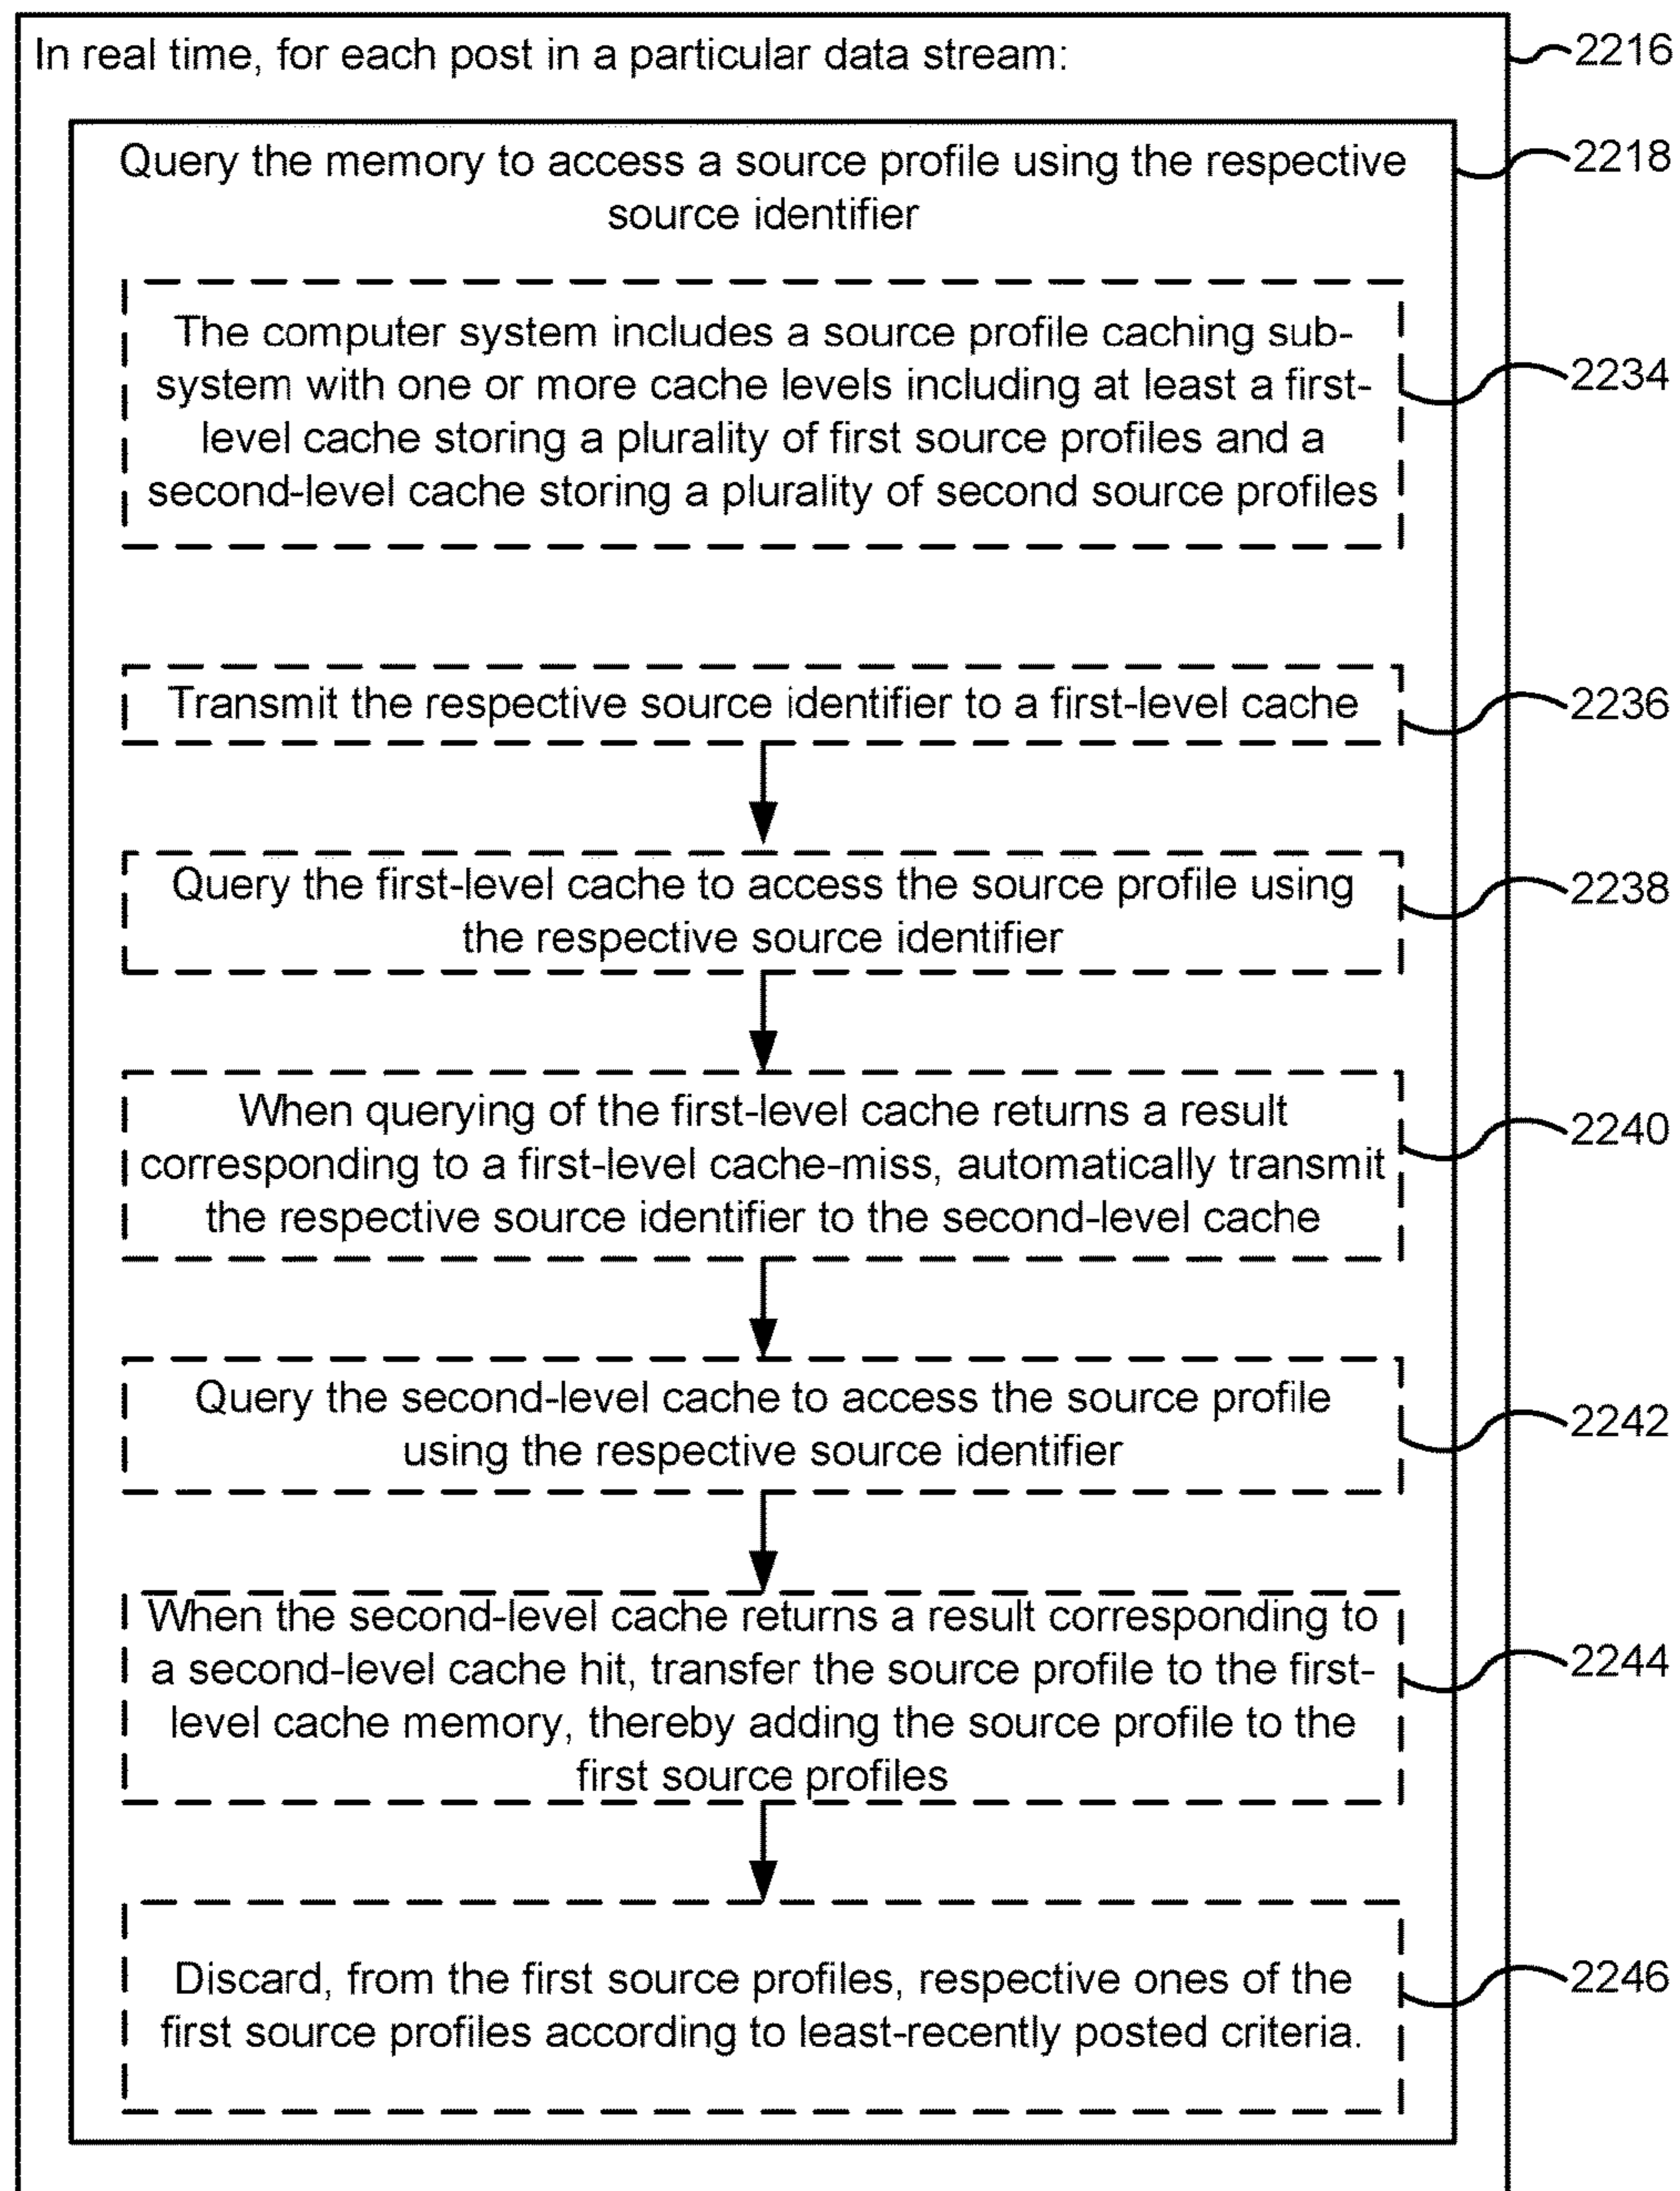 In real time, for each post in a particular data stream:
2216
Query the memory to access a source profile using the respective
source identifier
2218
The computer system includes a source profile caching sub-
system with one or more cache levels including at least a first-
level cache storing a plurality of first source profiles and a
second-level cache storing a plurality of second source profiles
2234
Transmit the respective source identifier to a first-level cache
2236
Query the first-level cache to access the source profile using
the respective source identifier
2238
When querying of the first-level cache returns a result
corresponding to a first-level cache-miss, automatically transmit
the respective source identifier to the second-level cache
2240
Query the second-level cache to access the source profile
using the respective source identifier
2242
When the second-level cache returns a result corresponding to
a second-level cache hit, transfer the source profile to the first-
level cache memory, thereby adding the source profile to the
first source profiles
2244
Discard, from the first source profiles, respective ones of the
first source profiles according to least-recently posted criteria.
2246